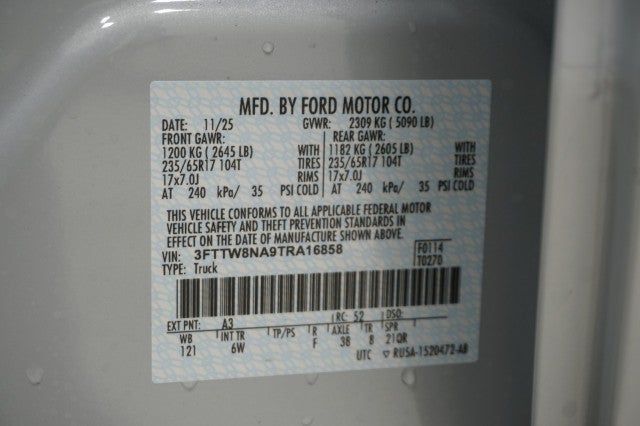 MFD. BY FORD MOTOR CO.
DATE: 11/25 GVWR: 2309 KG ( 5090 LB)
FRONT GAWR: REAR GAWR:
1200 KG ( 2645 LB) WITH 1182 KG ( 2605 LB) WITH
235/65R17 104T TIRES 235/65R17 104T TIRES
17x7.0J RIMS 17x7.0J RIMS
AT 240 kPa/ 35 PSI COLD AT 240 kPa/ 35 PSI COLD
THIS VEHICLE CONFORMS TO ALL APPLICABLE FEDERAL MOTOR
VEHICLE SAFETY AND THEFT PREVENTION STANDARDS IN
EFFECT ON THE DATE OF MANUFACTURE SHOWN ABOVE.
VIN: 3FTTW8NA9TRA16858 F0114
TYPE: Truck T0270
EXT PNT: A3 RC: 52 DSO:
WB INT TR TP/PS R AXLE TR SPR
121 6W F 38 8 21QR
UTC ▽ RUSA-1520472-AB